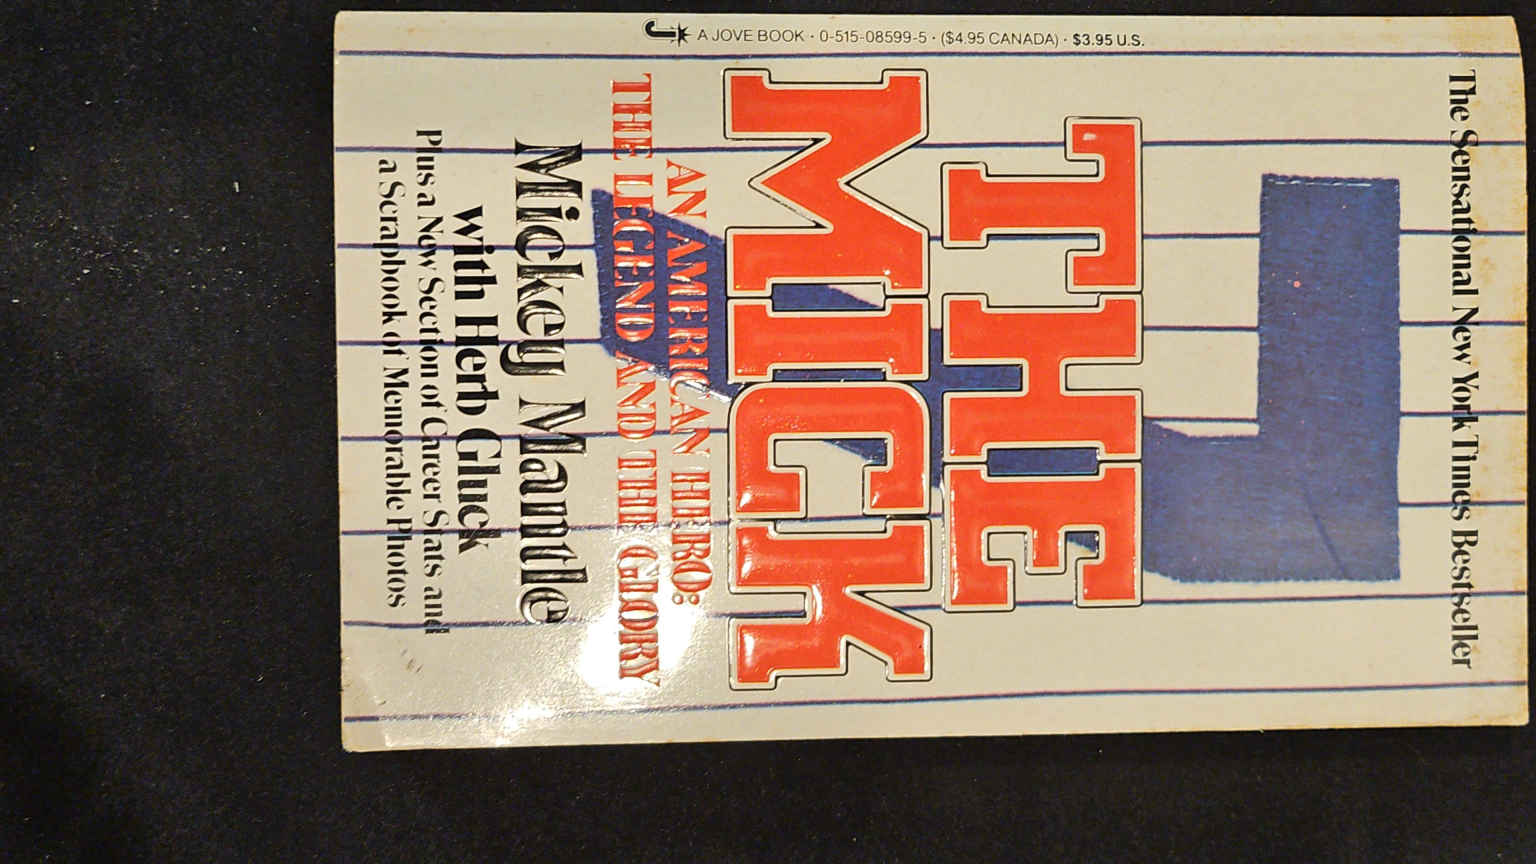 The Sensational New York Times Bestseller
THE
MICK
AN AMERICAN HERO:
THE LEGEND AND THE GLORY
Mickey Mantle
with Herb Gluck
Plus a New Section of Career Stats and
a Scrapbook of Memorable Photos
A JOVE BOOK · 0-515-08599-5 · ($4.95 CANADA) · $3.95 U.S.